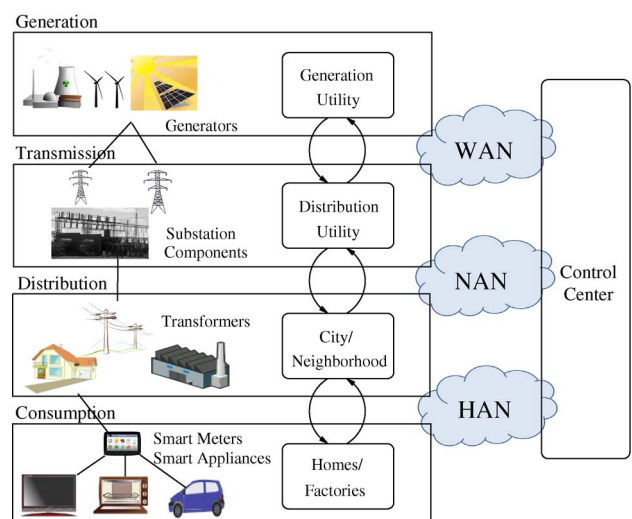 Generation
Generation
Utility
Generators
WAN
Transmission
Distribution
Utility
Substation
Components
NAN
Control
Center
Distribution
Transformers
City/
Neighborhood
HAN
Consumption
Smart Meters
Smart Appliances
Homes/
Factories